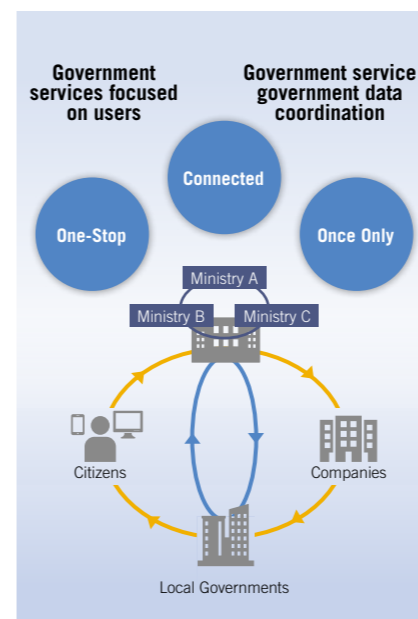 Government
services focused
on users
Government service
government data
coordination
Connected
One-Stop
Once Only
Ministry A
Ministry B
Ministry C
Citizens
Companies
Local Governments